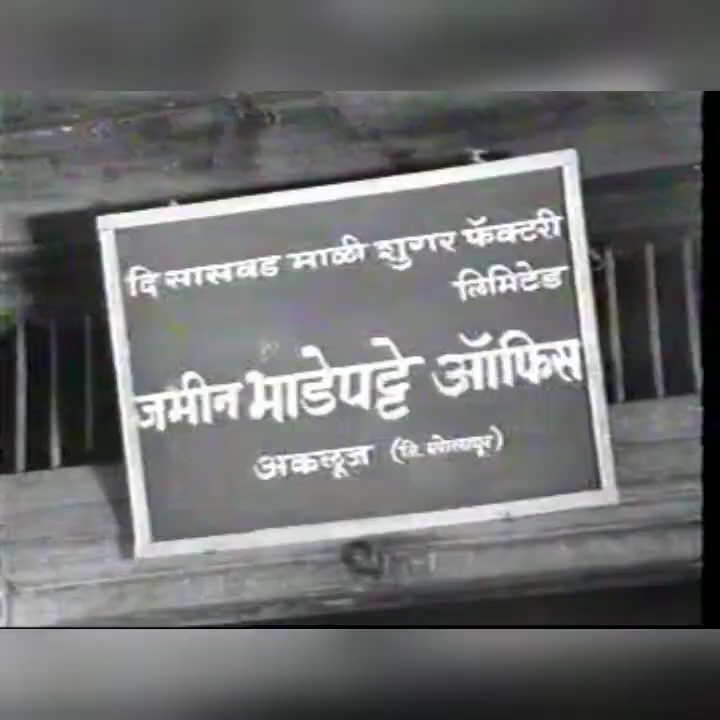 दि सासवड माळी शुगर फॅक्टरी
लिमिटेड
जमीन भाडेपट्टे ऑफिस
अकलूज (जि. सोलापूर)